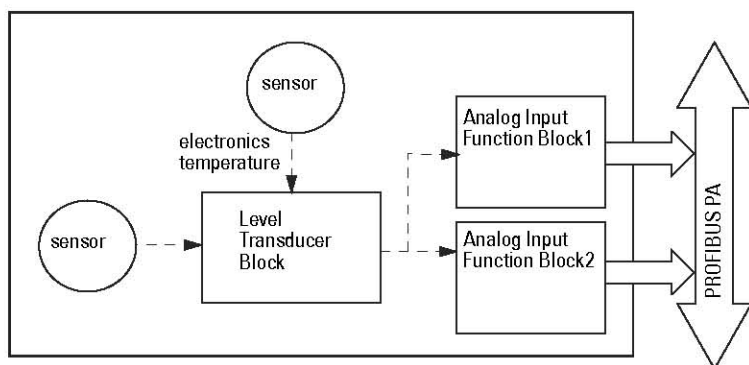 sensor
electronics
temperature
sensor
Level
Transducer
Block
Analog Input
Function Block1
Analog Input
Function Block2
PROFIBUS PA